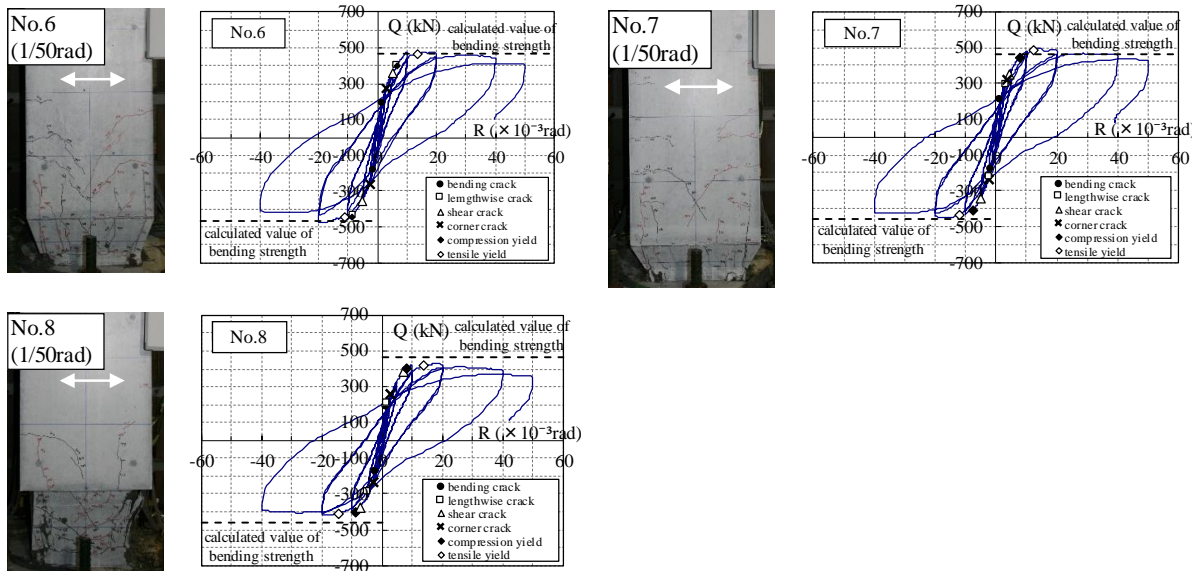 No.6
(1/50rad)
700
500
300
100
-100
-300
-500
-700
-60
-40
-20
0
20
40
60
No.6
Q (kN)
calculated value of
bending strength
R ( × 10⁻³rad)
calculated value of
bending strength
bending crack
lengthwise crack
shear crack
corner crack
compression yield
tensile yield
No.7
(1/50rad)
700
500
300
100
-100
-300
-500
-700
-60
-40
-20
0
20
40
60
No.7
Q (kN)
calculated value of
bending strength
R ( × 10⁻³rad)
calculated value of
bending strength
bending crack
lengthwise crack
shear crack
corner crack
compression yield
tensile yield
No.8
(1/50rad)
700
500
300
100
-100
-300
-500
-700
-60
-40
-20
0
20
40
60
No.8
Q (kN)
calculated value of
bending strength
R ( × 10⁻³rad)
calculated value of
bending strength
bending crack
lengthwise crack
shear crack
corner crack
compression yield
tensile yield